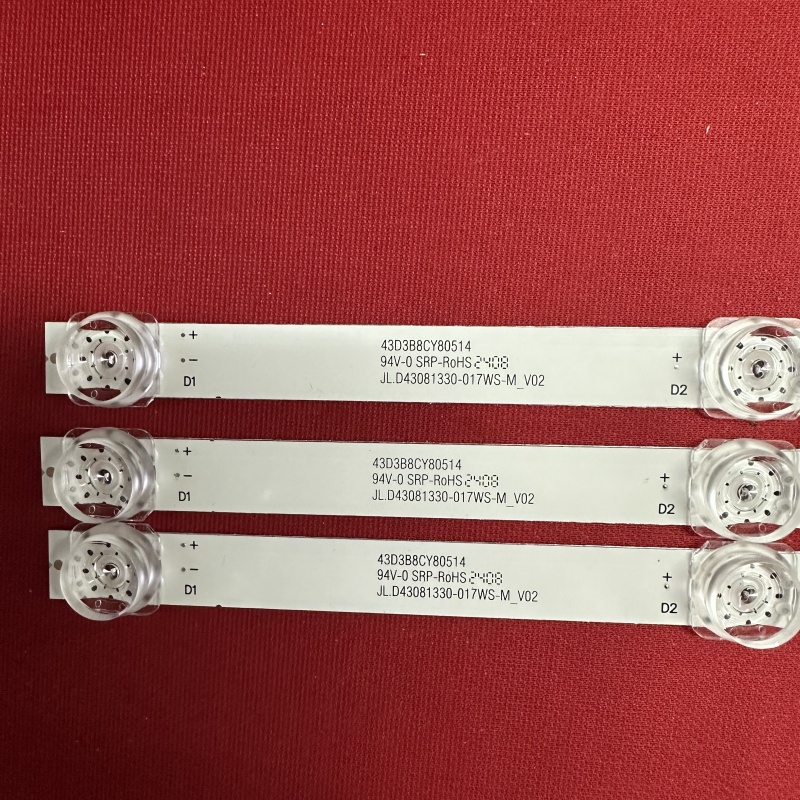 +
43D3B8CY80514
–
94V-0 SRP-RoHS 2408
+
D1
JL.D43081330-017WS-M_V02
D2
+
43D3B8CY80514
–
94V-0 SRP-RoHS 2408
+
D1
JL.D43081330-017WS-M_V02
D2
+
43D3B8CY80514
–
94V-0 SRP-RoHS 2408
+
D1
JL.D43081330-017WS-M_V02
D2